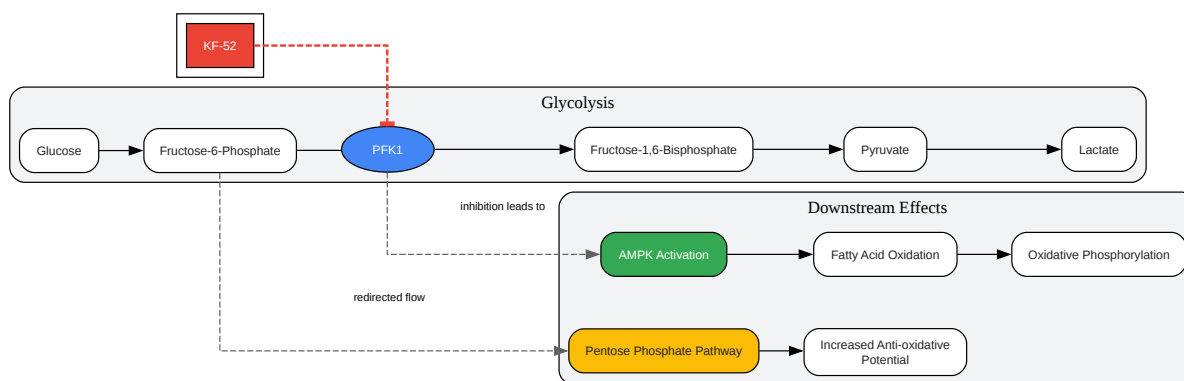 KF-52
Glycolysis
Glucose
Fructose-6-Phosphate
PFK1
Fructose-1,6-Bisphosphate
Pyruvate
Lactate
inhibition leads to
Downstream Effects
AMPK Activation
Fatty Acid Oxidation
Oxidative Phosphorylation
redirected flow
Pentose Phosphate Pathway
Increased Anti-oxidative
Potential